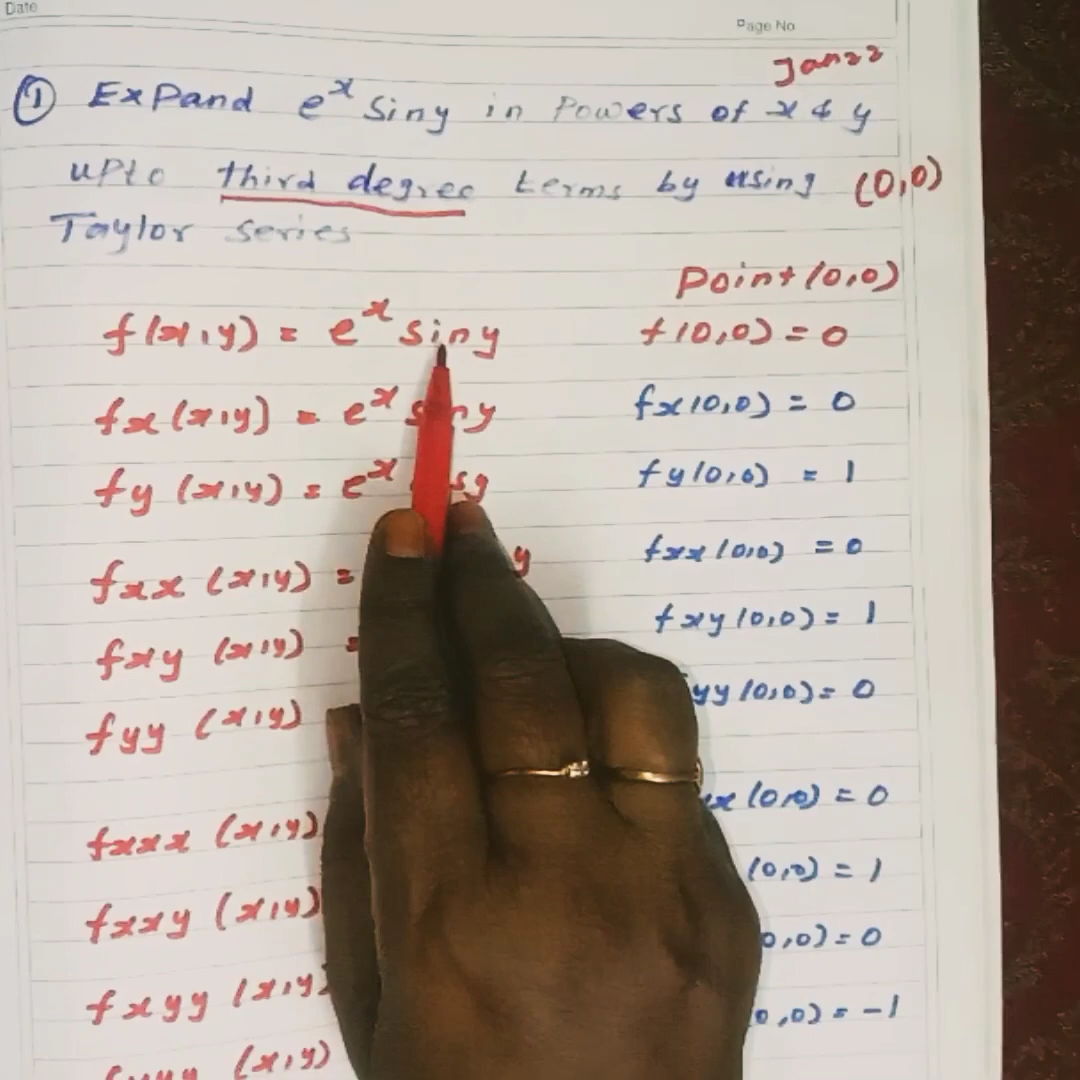 Date
Page No
Jan22
① Expand e^x Siny in Powers of x & y
upto third degree terms by using (0,0)
Taylor series
Point (0,0)
f(x,y) = e^x siny f(0,0) = 0
fx (x,y) = e^x s ny fx(0,0) = 0
fy (x,y) = e^x sy fy(0,0) = 1
fxx (x,y) = y fxx (0,0) = 0
fxy (x,y) = fxy (0,0) = 1
fyy (x,y) yy (0,0) = 0
fxxx (x,y) x (0,0) = 0
fxxy (x,y) (0,0) = 1
fxyy (x,y) 0,0) = 0
(x,y) 0,0) = -1